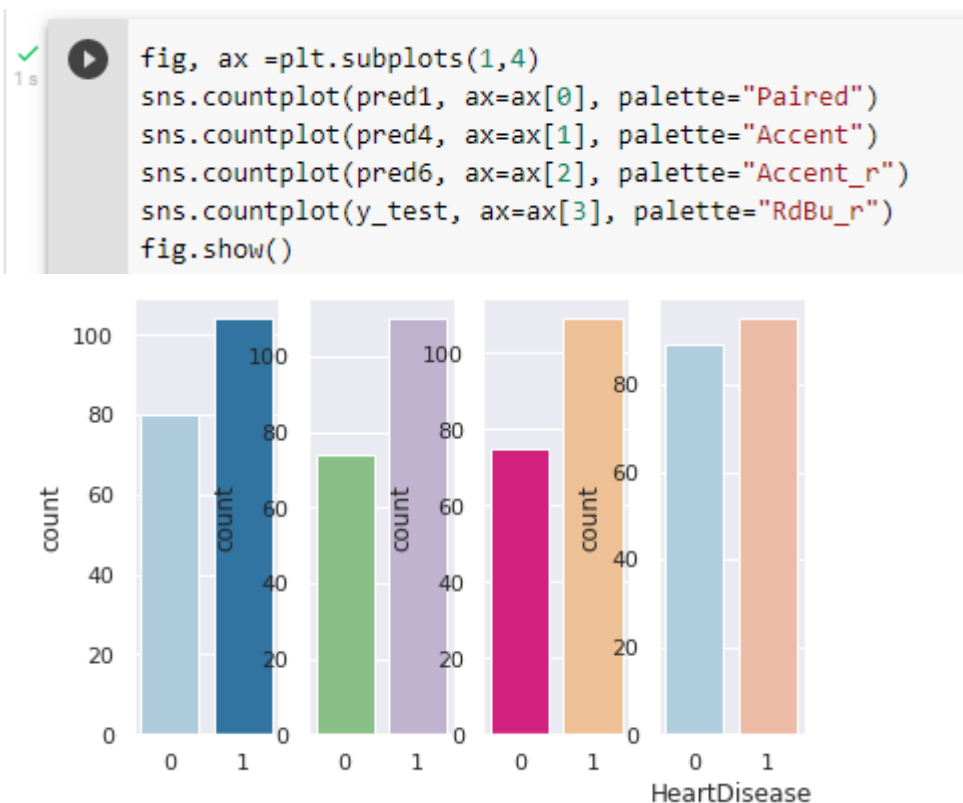 1 s
fig, ax =plt.subplots(1,4)
sns.countplot(pred1, ax=ax[0], palette="Paired")
sns.countplot(pred4, ax=ax[1], palette="Accent")
sns.countplot(pred6, ax=ax[2], palette="Accent_r")
sns.countplot(y_test, ax=ax[3], palette="RdBu_r")
fig.show()
count
100
80
60
40
20
0
0 1
count
100
80
60
40
20
0
0 1
count
100
80
60
40
20
0
0 1
count
80
60
40
20
0
0 1
HeartDisease